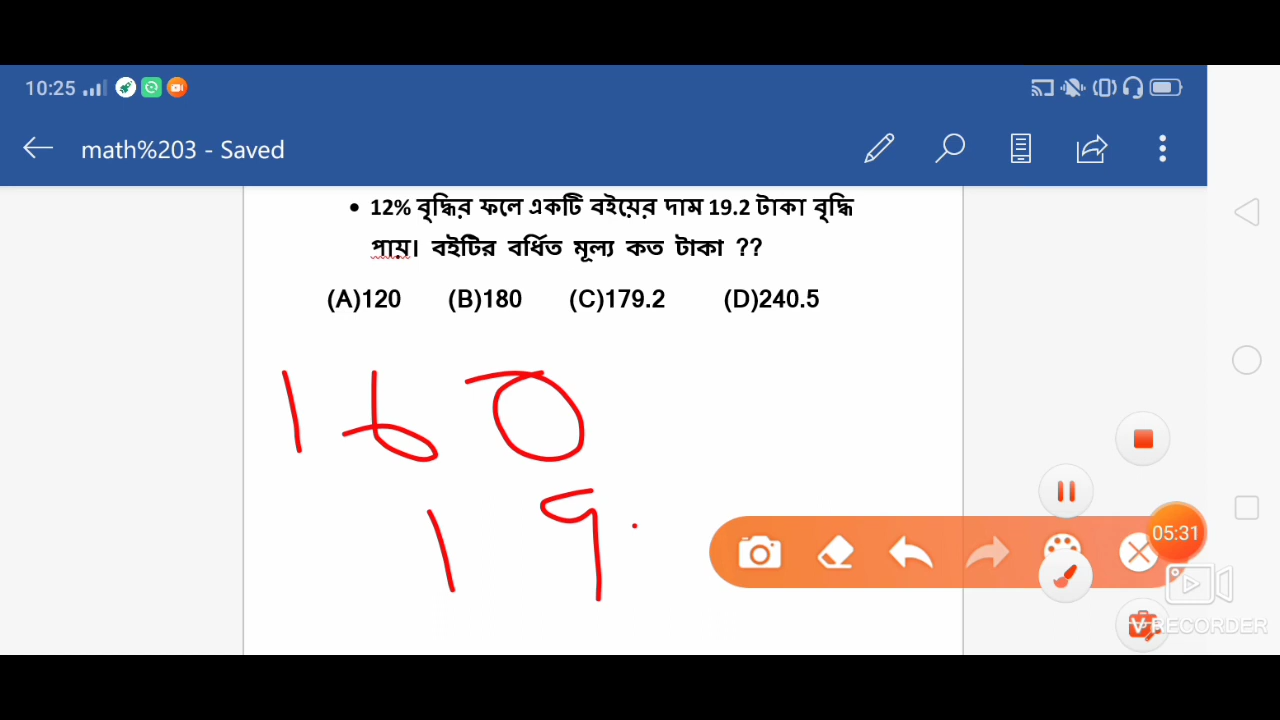 10:25
math%203 - Saved
• 12% বৃদ্ধির ফলে একটি বইয়ের দাম 19.2 টাকা বৃদ্ধি
পায়। বইটির বর্ধিত মূল্য কত টাকা ??
(A)120 (B)180 (C)179.2 (D)240.5
160
19.
05:31
V RECORDER